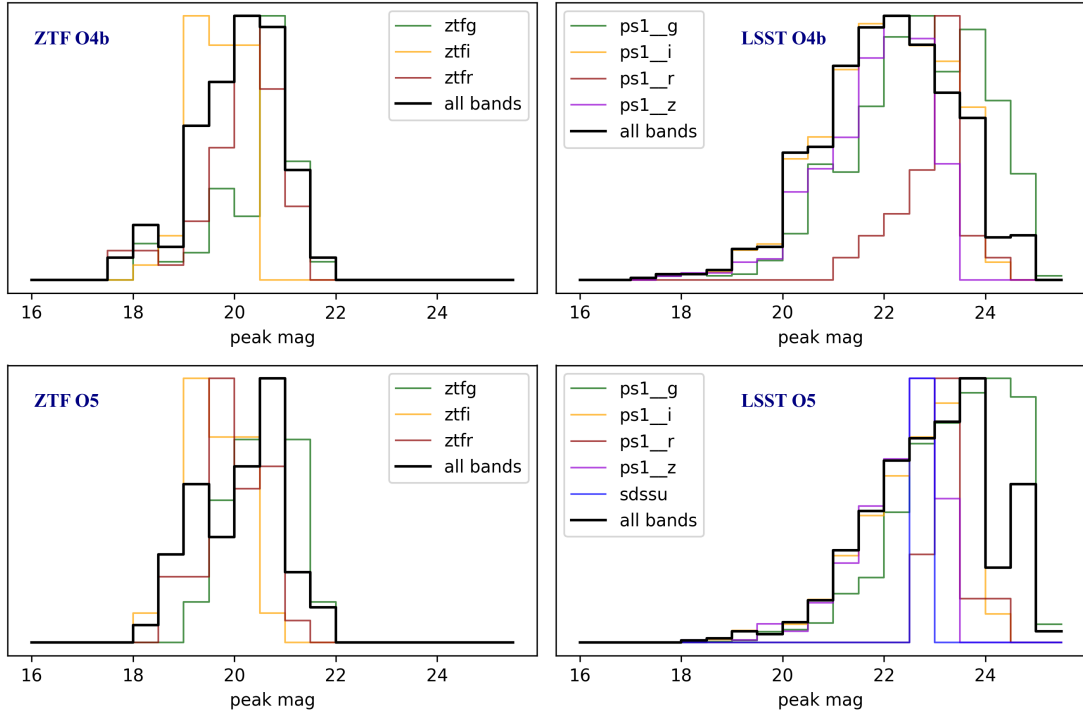 ZTF O4b
ztfg
ztfi
ztfr
all bands
16 18 20 22 24
peak mag
ps1__g
ps1__i
ps1__r
ps1__z
all bands
LSST O4b
16 18 20 22 24
peak mag
ZTF O5
ztfg
ztfi
ztfr
all bands
16 18 20 22 24
peak mag
ps1__g
ps1__i
ps1__r
ps1__z
sdssu
all bands
LSST O5
16 18 20 22 24
peak mag